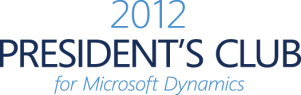 2012
PRESIDENT'S CLUB
for Microsoft Dynamics